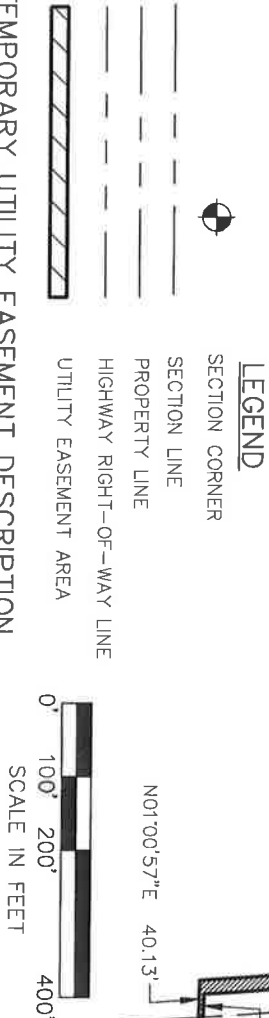 LEGEND
SECTION CORNER
SECTION LINE
PROPERTY LINE
HIGHWAY RIGHT-OF-WAY LINE
UTILITY EASEMENT AREA
N01°00'57"E 40.13'
0' 100' 200' 400'
SCALE IN FEET
TEMPORARY UTILITY EASEMENT DESCRIPTION